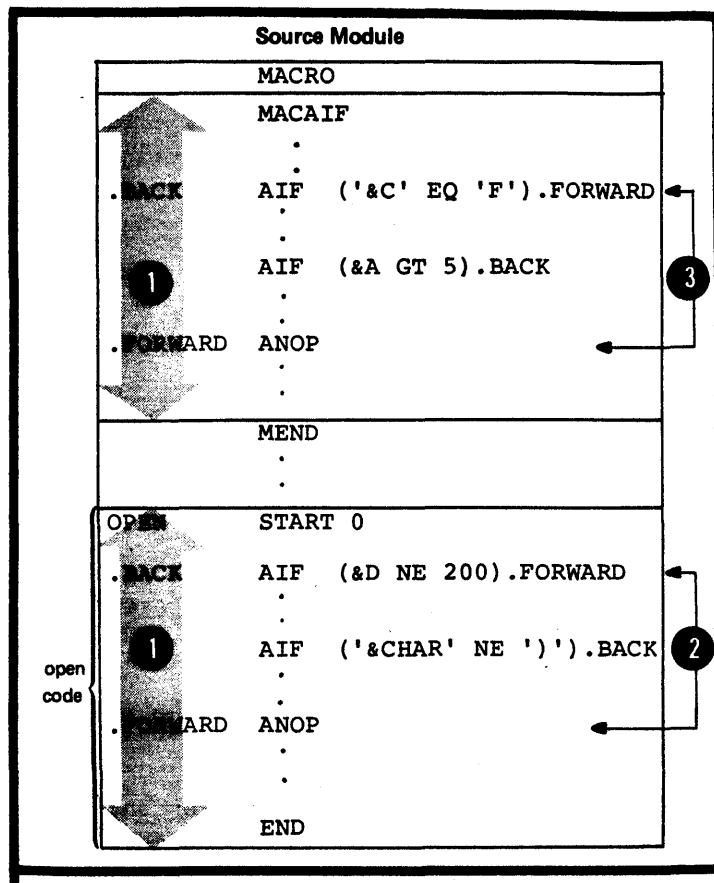 Source Module
MACRO
MACAIF
.
.
.BACK AIF ('&C' EQ 'F').FORWARD
.
.
1 AIF (&A GT 5).BACK 3
.
.
.FORWARD ANOP
.
.
MEND
.
.
OPEN START 0
.BACK AIF (&D NE 200).FORWARD
.
.
1 AIF ('&CHAR' NE ')').BACK 2
open
code
.
.
.FORWARD ANOP
.
.
END